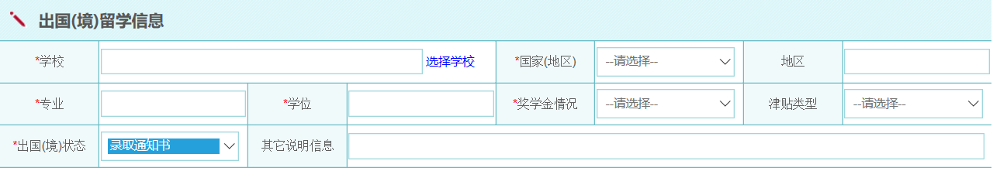 出国(境)留学信息
*学校 选择学校 *国家(地区) --请选择-- 地区
*专业 *学位 *奖学金情况 --请选择-- 津贴类型 --请选择--
*出国(境)状态 录取通知书 其它说明信息